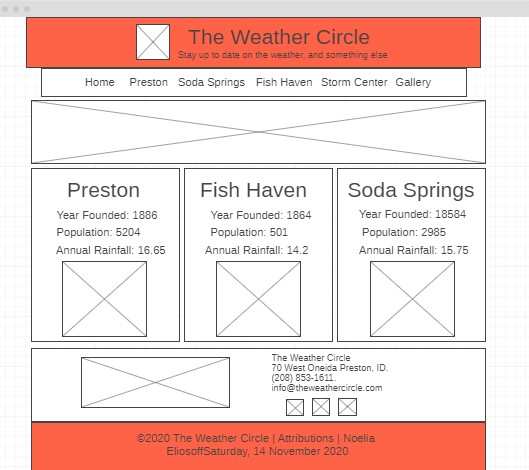 The Weather Circle
Stay up to date on the weather, and something else
Home Preston Soda Springs Fish Haven Storm Center Gallery
Preston
Year Founded: 1886
Population: 5204
Annual Rainfall: 16.65
Fish Haven
Year Founded: 1864
Population: 501
Annual Rainfall: 14.2
Soda Springs
Year Founded: 18584
Population: 2985
Annual Rainfall: 15.75
The Weather Circle
70 West Oneida Preston, ID.
(208) 853-1611.
info@theweathercircle.com
©2020 The Weather Circle | Attributions | Noelia
EliosoffSaturday, 14 November 2020